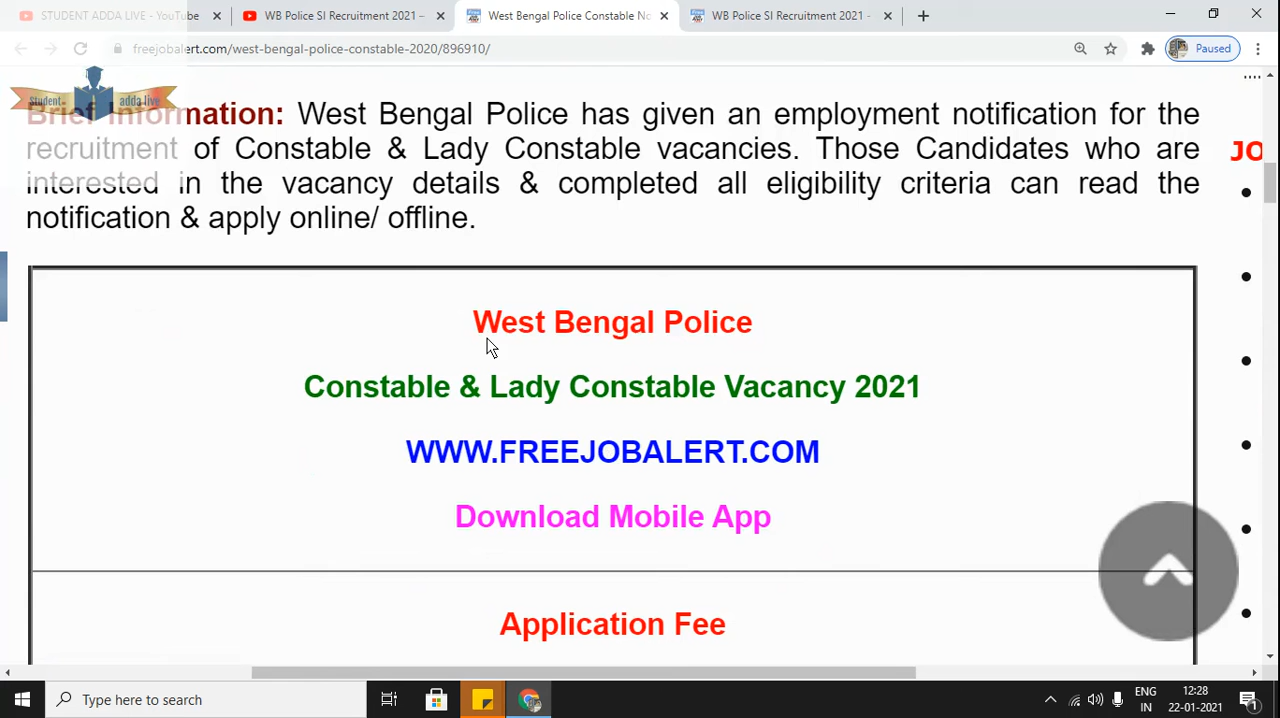 STUDENT ADDA LIVE - YouTube
WB Police SI Recruitment 2021 –
West Bengal Police Constable No
WB Police SI Recruitment 2021 -
freejobalert.com/west-bengal-police-constable-2020/896910/
Paused
Student adda live
Brief Information: West Bengal Police has given an employment notification for the
recruitment of Constable & Lady Constable vacancies. Those Candidates who are
interested in the vacancy details & completed all eligibility criteria can read the
notification & apply online/ offline.
JO
West Bengal Police
Constable & Lady Constable Vacancy 2021
WWW.FREEJOBALERT.COM
Download Mobile App
Application Fee
Type here to search
ENG
IN
12:28
22-01-2021
1